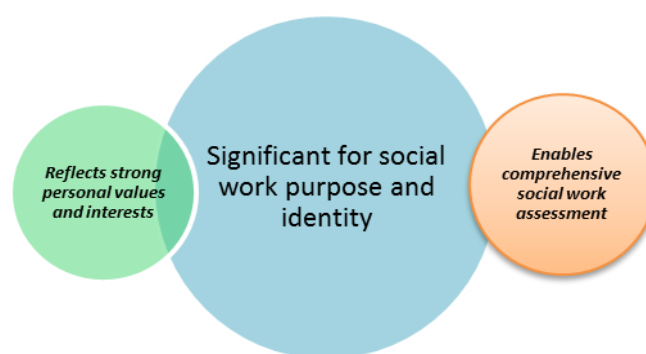 Reflects strong
personal values
and interests
Significant for social
work purpose and
identity
Enables
comprehensive
social work
assessment